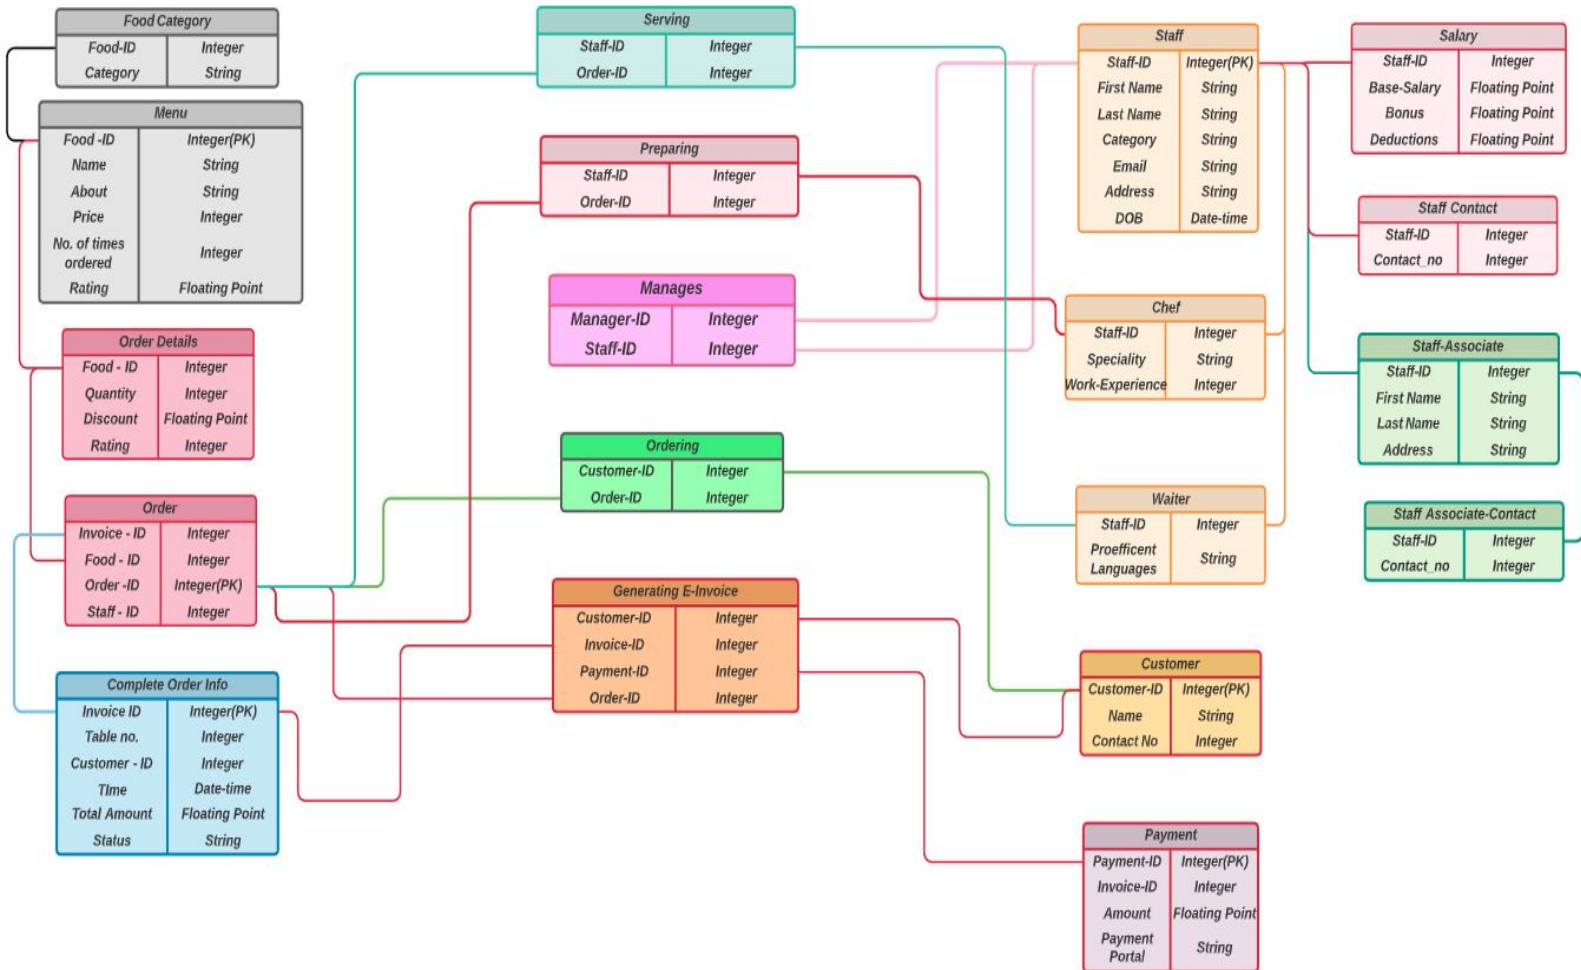 Food Category
Food-ID Integer
Category String
Menu
Food -ID Integer(PK)
Name String
About String
Price Integer
No. of times
ordered Integer
Rating Floating Point
Order Details
Food - ID Integer
Quantity Integer
Discount Floating Point
Rating Integer
Order
Invoice - ID Integer
Food - ID Integer
Order -ID Integer(PK)
Staff - ID Integer
Complete Order Info
Invoice ID Integer(PK)
Table no. Integer
Customer - ID Integer
TIme Date-time
Total Amount Floating Point
Status String
Serving
Staff-ID Integer
Order-ID Integer
Preparing
Staff-ID Integer
Order-ID Integer
Manages
Manager-ID Integer
Staff-ID Integer
Ordering
Customer-ID Integer
Order-ID Integer
Generating E-Invoice
Customer-ID Integer
Invoice-ID Integer
Payment-ID Integer
Order-ID Integer
Staff
Staff-ID Integer(PK)
First Name String
Last Name String
Category String
Email String
Address String
DOB Date-time
Chef
Staff-ID Integer
Speciality String
Work-Experience Integer
Waiter
Staff-ID Integer
Proefficent
Languages String
Customer
Customer-ID Integer(PK)
Name String
Contact No Integer
Payment
Payment-ID Integer(PK)
Invoice-ID Integer
Amount Floating Point
Payment
Portal String
Salary
Staff-ID Integer
Base-Salary Floating Point
Bonus Floating Point
Deductions Floating Point
Staff Contact
Staff-ID Integer
Contact_no Integer
Staff-Associate
Staff-ID Integer
First Name String
Last Name String
Address String
Staff Associate-Contact
Staff-ID Integer
Contact_no Integer